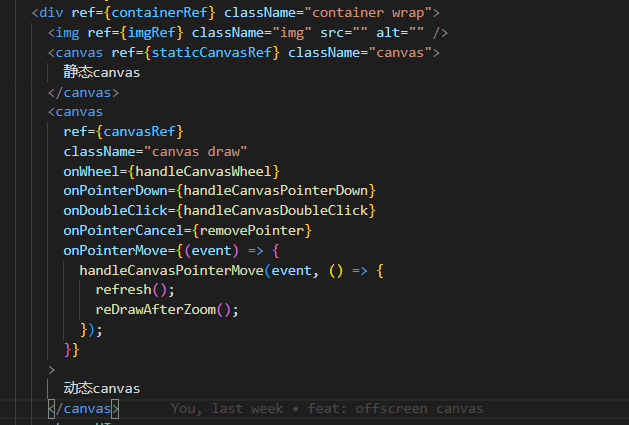 <div ref={containerRef} className="container wrap">
<img ref={imgRef} className="img" src="" alt="" />
<canvas ref={staticCanvasRef} className="canvas">
静态canvas
</canvas>
<canvas
ref={canvasRef}
className="canvas draw"
onWheel={handleCanvasWheel}
onPointerDown={handleCanvasPointerDown}
onDoubleClick={handleCanvasDoubleClick}
onPointerCancel={removePointer}
onPointerMove={(event) => {
handleCanvasPointerMove(event, () => {
refresh();
reDrawAfterZoom();
});
}}
>
动态canvas
</canvas> You, last week • feat: offscreen canvas